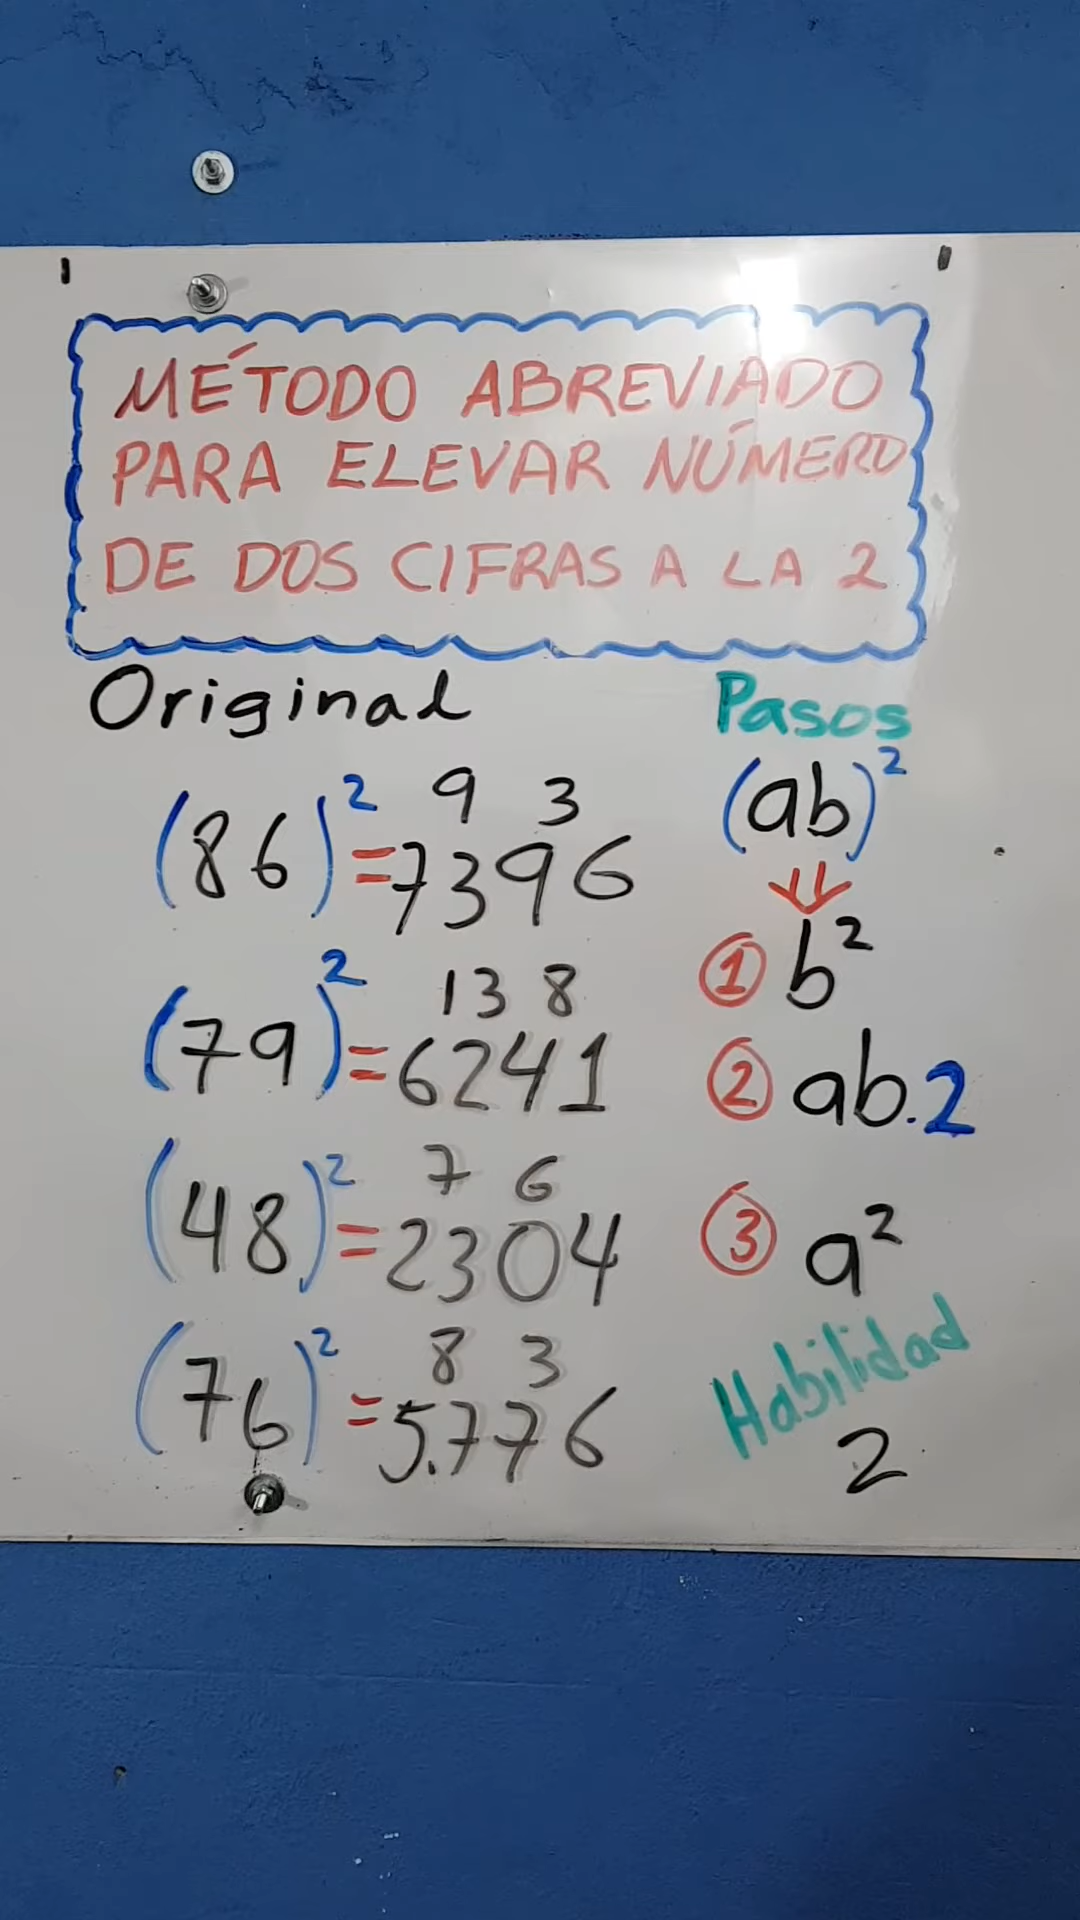 MÉTODO ABREVIADO
PARA ELEVAR NÚMERO
DE DOS CIFRAS A LA 2
Original
9 3
(86)² = 7396
13 8
(79)² = 6241
7 6
(48)² = 2304
8 3
(76)² = 5.776
Pasos
(ab)²
① b²
② ab.2
③ a²
Habilidad
2